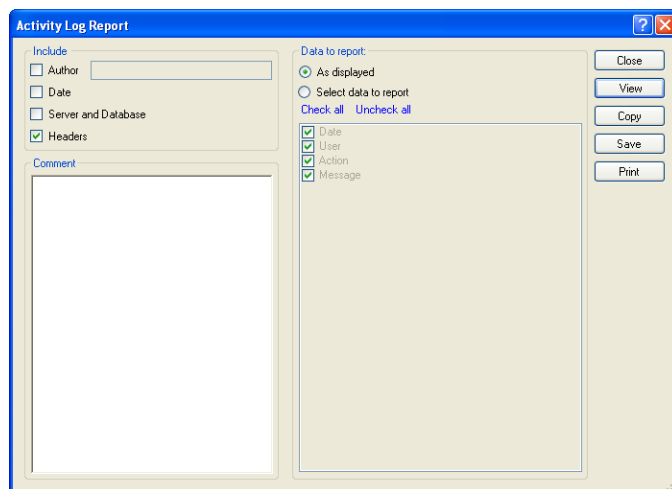 Activity Log Report
Include
Author
Date
Server and Database
Headers
Comment
Data to report:
As displayed
Select data to report
Check all Uncheck all
Date
User
Action
Message
Close
View
Copy
Save
Print